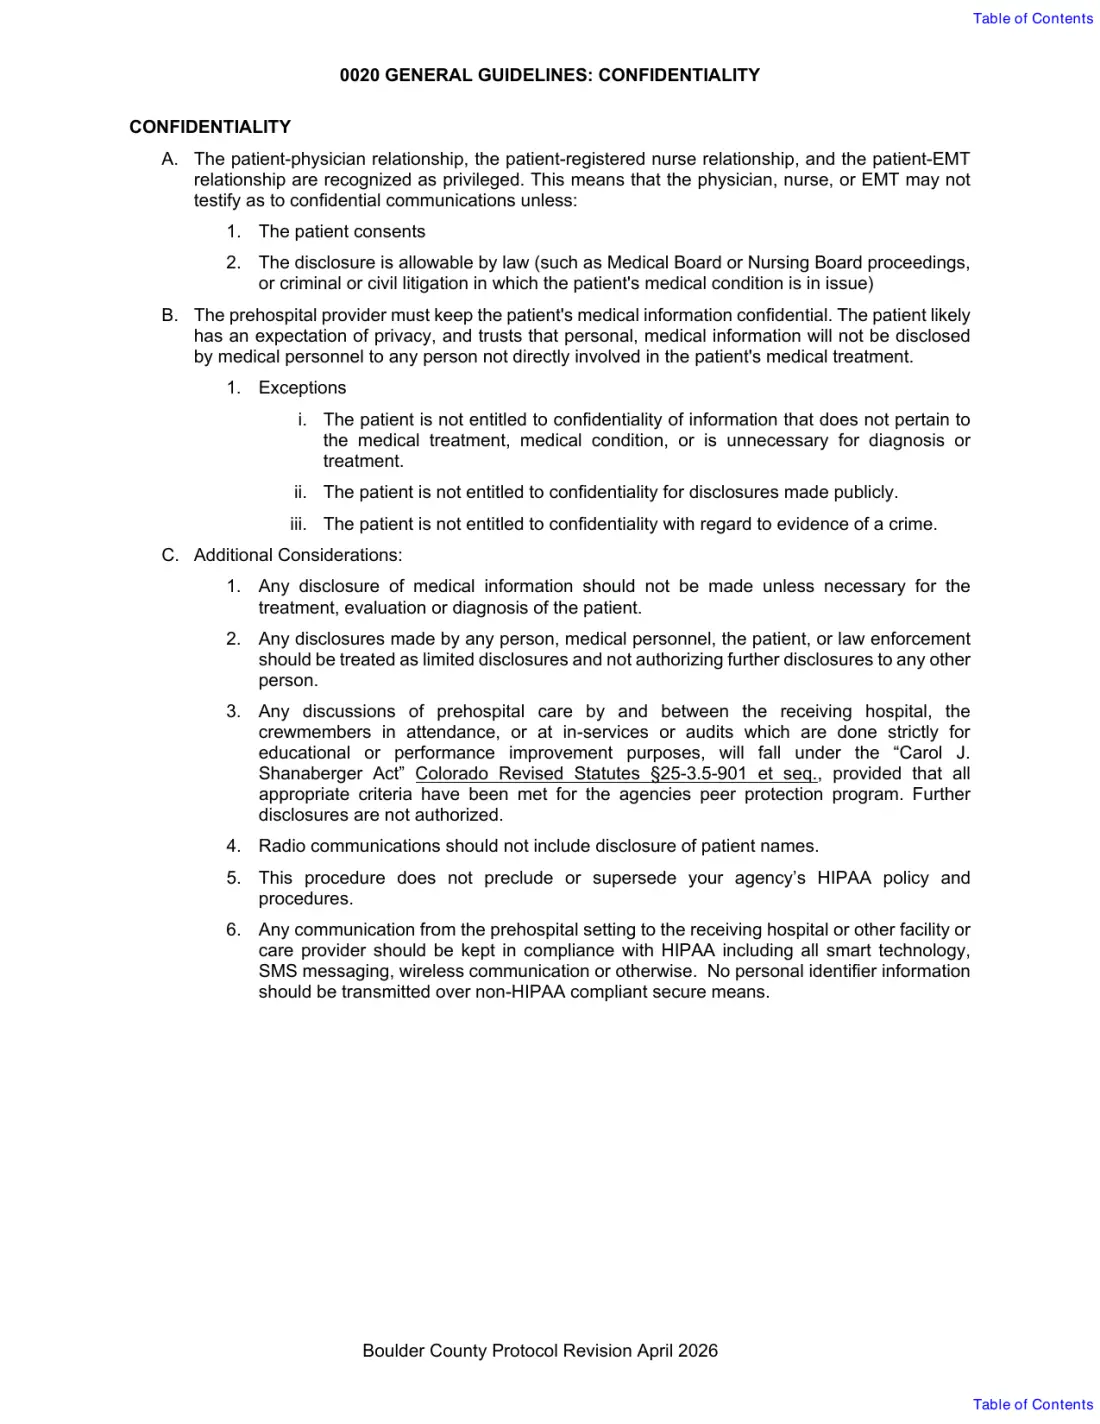 Table of Contents
0020 GENERAL GUIDELINES: CONFIDENTIALITY
CONFIDENTIALITY
A. The patient-physician relationship, the patient-registered nurse relationship, and the patient-EMT
relationship are recognized as privileged. This means that the physician, nurse, or EMT may not
testify as to confidential communications unless:
1. The patient consents
2. The disclosure is allowable by law (such as Medical Board or Nursing Board proceedings,
or criminal or civil litigation in which the patient's medical condition is in issue)
B. The prehospital provider must keep the patient's medical information confidential. The patient likely
has an expectation of privacy, and trusts that personal, medical information will not be disclosed
by medical personnel to any person not directly involved in the patient's medical treatment.
1. Exceptions
i. The patient is not entitled to confidentiality of information that does not pertain to
the medical treatment, medical condition, or is unnecessary for diagnosis or
treatment.
ii. The patient is not entitled to confidentiality for disclosures made publicly.
iii. The patient is not entitled to confidentiality with regard to evidence of a crime.
C. Additional Considerations:
1. Any disclosure of medical information should not be made unless necessary for the
treatment, evaluation or diagnosis of the patient.
2. Any disclosures made by any person, medical personnel, the patient, or law enforcement
should be treated as limited disclosures and not authorizing further disclosures to any other
person.
3. Any discussions of prehospital care by and between the receiving hospital, the
crewmembers in attendance, or at in-services or audits which are done strictly for
educational or performance improvement purposes, will fall under the “Carol J.
Shanaberger Act” Colorado Revised Statutes §25-3.5-901 et seq., provided that all
appropriate criteria have been met for the agencies peer protection program. Further
disclosures are not authorized.
4. Radio communications should not include disclosure of patient names.
5. This procedure does not preclude or supersede your agency’s HIPAA policy and
procedures.
6. Any communication from the prehospital setting to the receiving hospital or other facility or
care provider should be kept in compliance with HIPAA including all smart technology,
SMS messaging, wireless communication or otherwise.  No personal identifier information
should be transmitted over non-HIPAA compliant secure means.
Boulder County Protocol Revision April 2026
Table of Contents